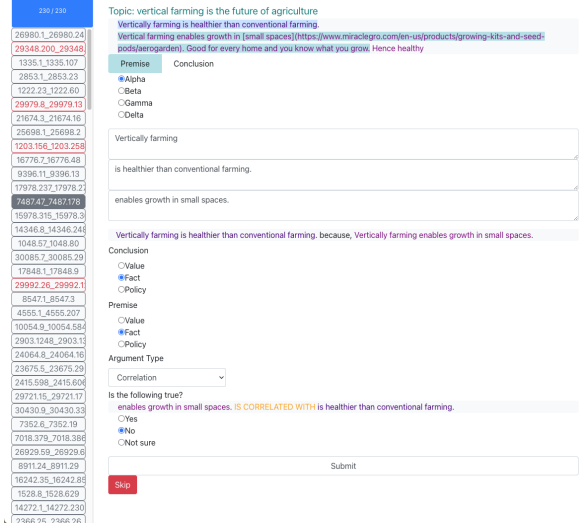 230 / 230
26980.1_26980.24
29348.200_29348.
1335.1_1335.107
2853.1_2853.23
1222.23_1222.60
29979.8_29979.13
21674.3_21674.16
25698.1_25698.2
1203.156_1203.258
16776.7_16776.48
9396.11_9396.13
17978.237_17978.27
7487.47_7487.178
15978.315_15978.3
14346.8_14346.248
1048.57_1048.80
30085.7_30085.29
17848.1_17848.9
29992.26_29992.1
8547.1_8547.3
4555.1_4555.207
10054.9_10054.584
2903.1248_2903.13
24064.8_24064.16
23675.5_23675.29
2415.598_2415.606
29721.15_29721.17
30430.9_30430.33
7352.6_7352.19
7018.379_7018.386
26929.59_26929.6
8911.24_8911.29
16242.35_16242.85
1528.8_1528.629
14272.1_14272.230
2366.25_2366.26
Topic: vertical farming is the future of agriculture
Vertically farming is healthier than conventional farming.
Vertical farming enables growth in [small spaces](https://www.miraclegro.com/en-us/products/growing-kits-and-seed-
pods/aerogarden). Good for every home and you know what you grow. Hence healthy
Premise Conclusion
Alpha
Beta
Gamma
Delta
Vertically farming
is healthier than conventional farming.
enables growth in small spaces.
Vertically farming is healthier than conventional farming. because, Vertically farming enables growth in small spaces.
Conclusion
Value
Fact
Policy
Premise
Value
Fact
Policy
Argument Type
Correlation
Is the following true?
enables growth in small spaces. IS CORRELATED WITH is healthier than conventional farming.
Yes
No
Not sure
Submit
Skip